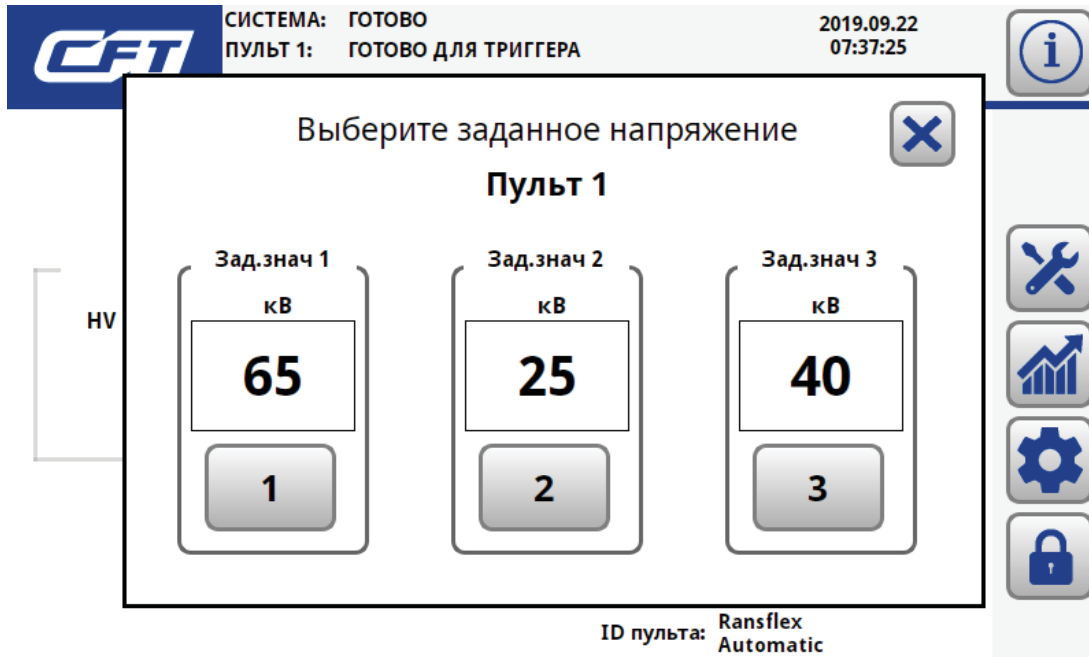 CFT
СИСТЕМА: ГОТОВО
ПУЛЬТ 1: ГОТОВО ДЛЯ ТРИГГЕРА
2019.09.22
07:37:25
i
Выберите заданное напряжение
Пульт 1
Зад.знач 1 Зад.знач 2 Зад.знач 3
кВ кВ кВ
HV
65 25 40
1 2 3
ID пульта: Ransflex
Automatic